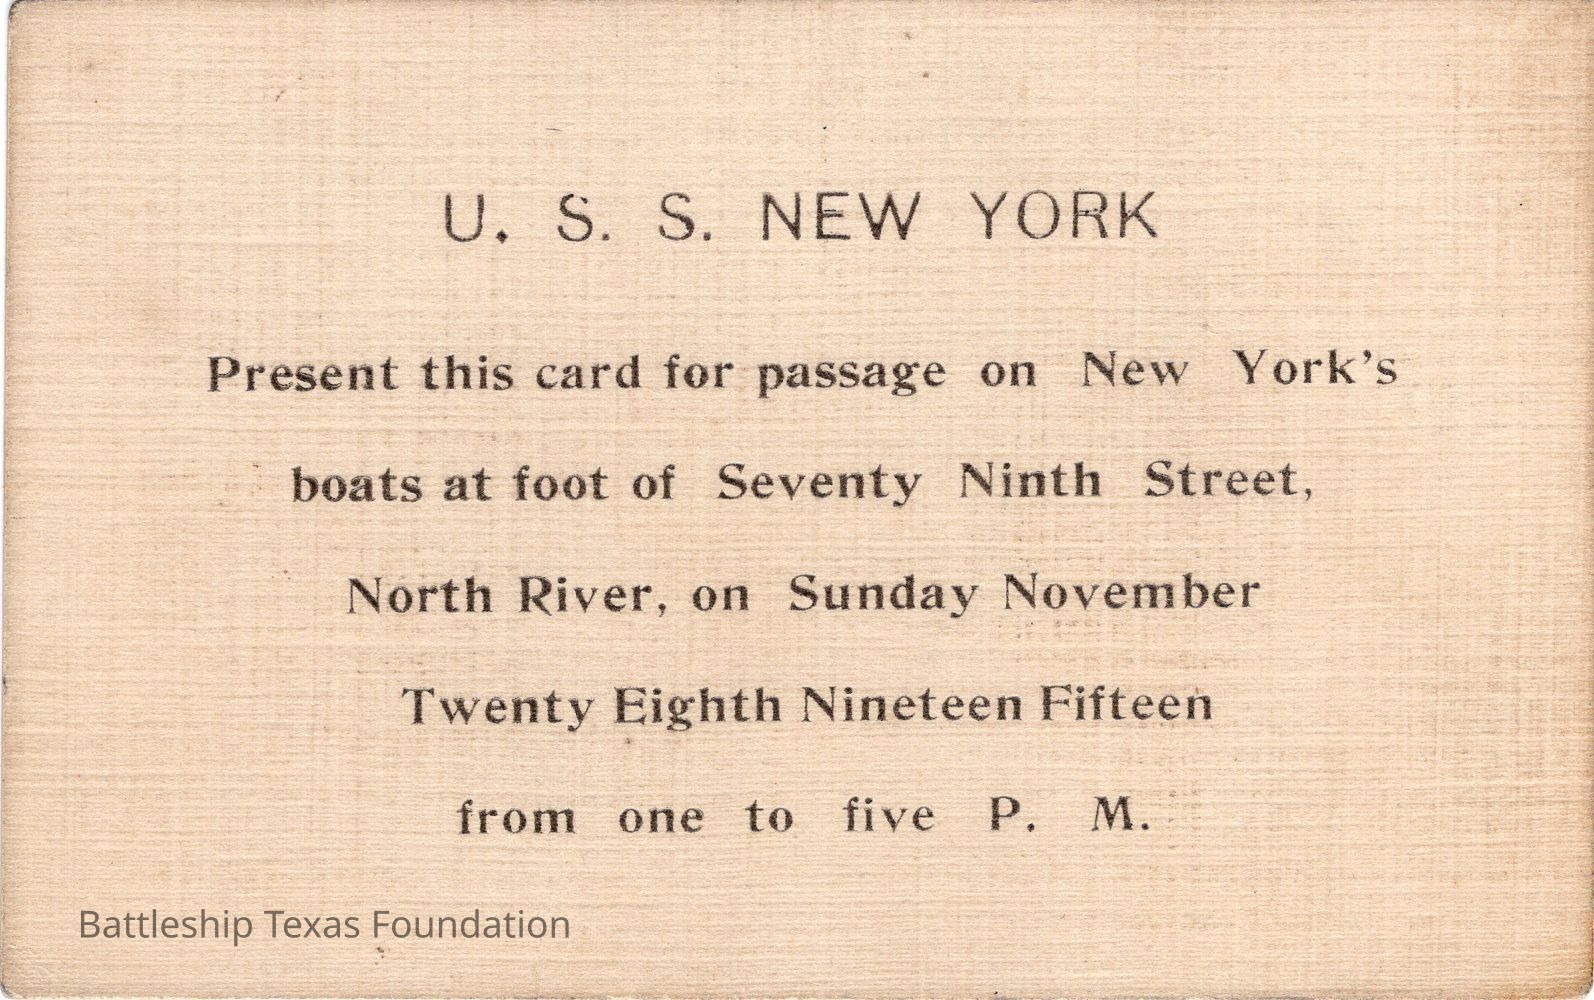 U. S. S. NEW YORK
Present this card for passage on New York's
boats at foot of Seventy Ninth Street,
North River, on Sunday November
Twenty Eighth Nineteen Fifteen
from one to five P. M.
Battleship Texas Foundation